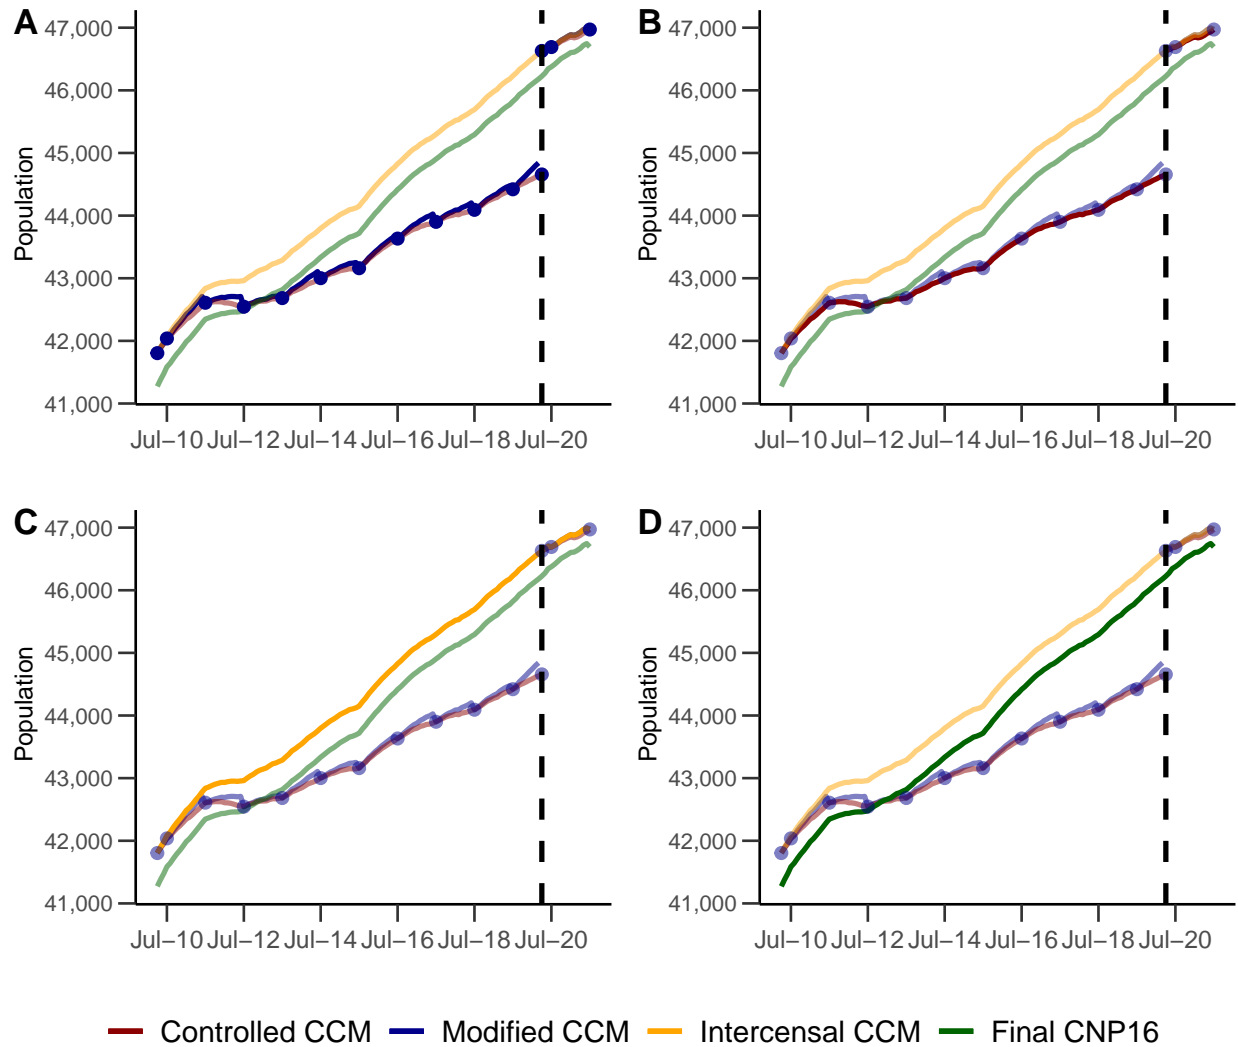 A
B
47,000
46,000
45,000
44,000
43,000
42,000
41,000
Population
Jul–10 Jul–12 Jul–14 Jul–16 Jul–18 Jul–20
47,000
46,000
45,000
44,000
43,000
42,000
41,000
Population
Jul–10 Jul–12 Jul–14 Jul–16 Jul–18 Jul–20
C
D
47,000
46,000
45,000
44,000
43,000
42,000
41,000
Population
Jul–10 Jul–12 Jul–14 Jul–16 Jul–18 Jul–20
47,000
46,000
45,000
44,000
43,000
42,000
41,000
Population
Jul–10 Jul–12 Jul–14 Jul–16 Jul–18 Jul–20
Controlled CCM Modified CCM Intercensal CCM Final CNP16